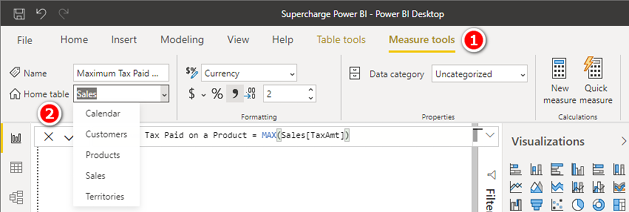 Supercharge Power BI - Power BI Desktop
File Home Insert Modeling View Help Table tools Measure tools 1
Name Maximum Tax Paid ... $% Currency Data category Uncategorized
Home table Sales $ % , .00 2
New measure Quick measure
Formatting Properties Calculations
2
Calendar
Customers
Products
Sales
Territories
Tax Paid on a Product = MAX(Sales[TaxAmt])
Visualizations
Filte